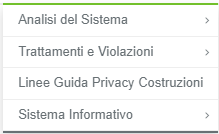 Analisi del Sistema
Trattamenti e Violazioni
Linee Guida Privacy Costruzioni
Sistema Informativo